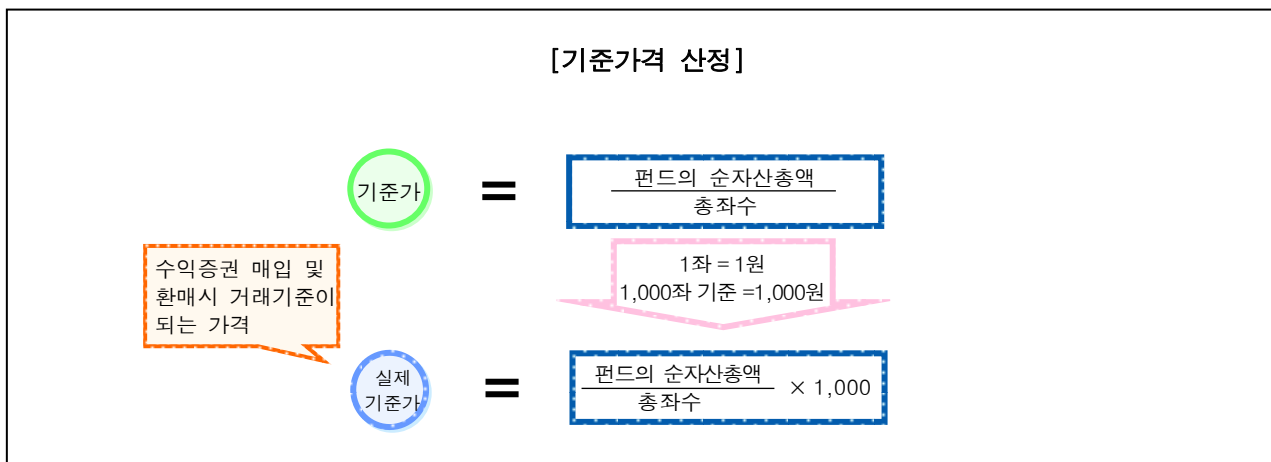 [기준가격 산정]
기준가
=
펀드의 순자산총액
총좌수
1좌 = 1원
1,000좌 기준 =1,000원
수익증권 매입 및
환매시 거래기준이
되는 가격
실제
기준가
=
펀드의 순자산총액
총좌수
× 1,000